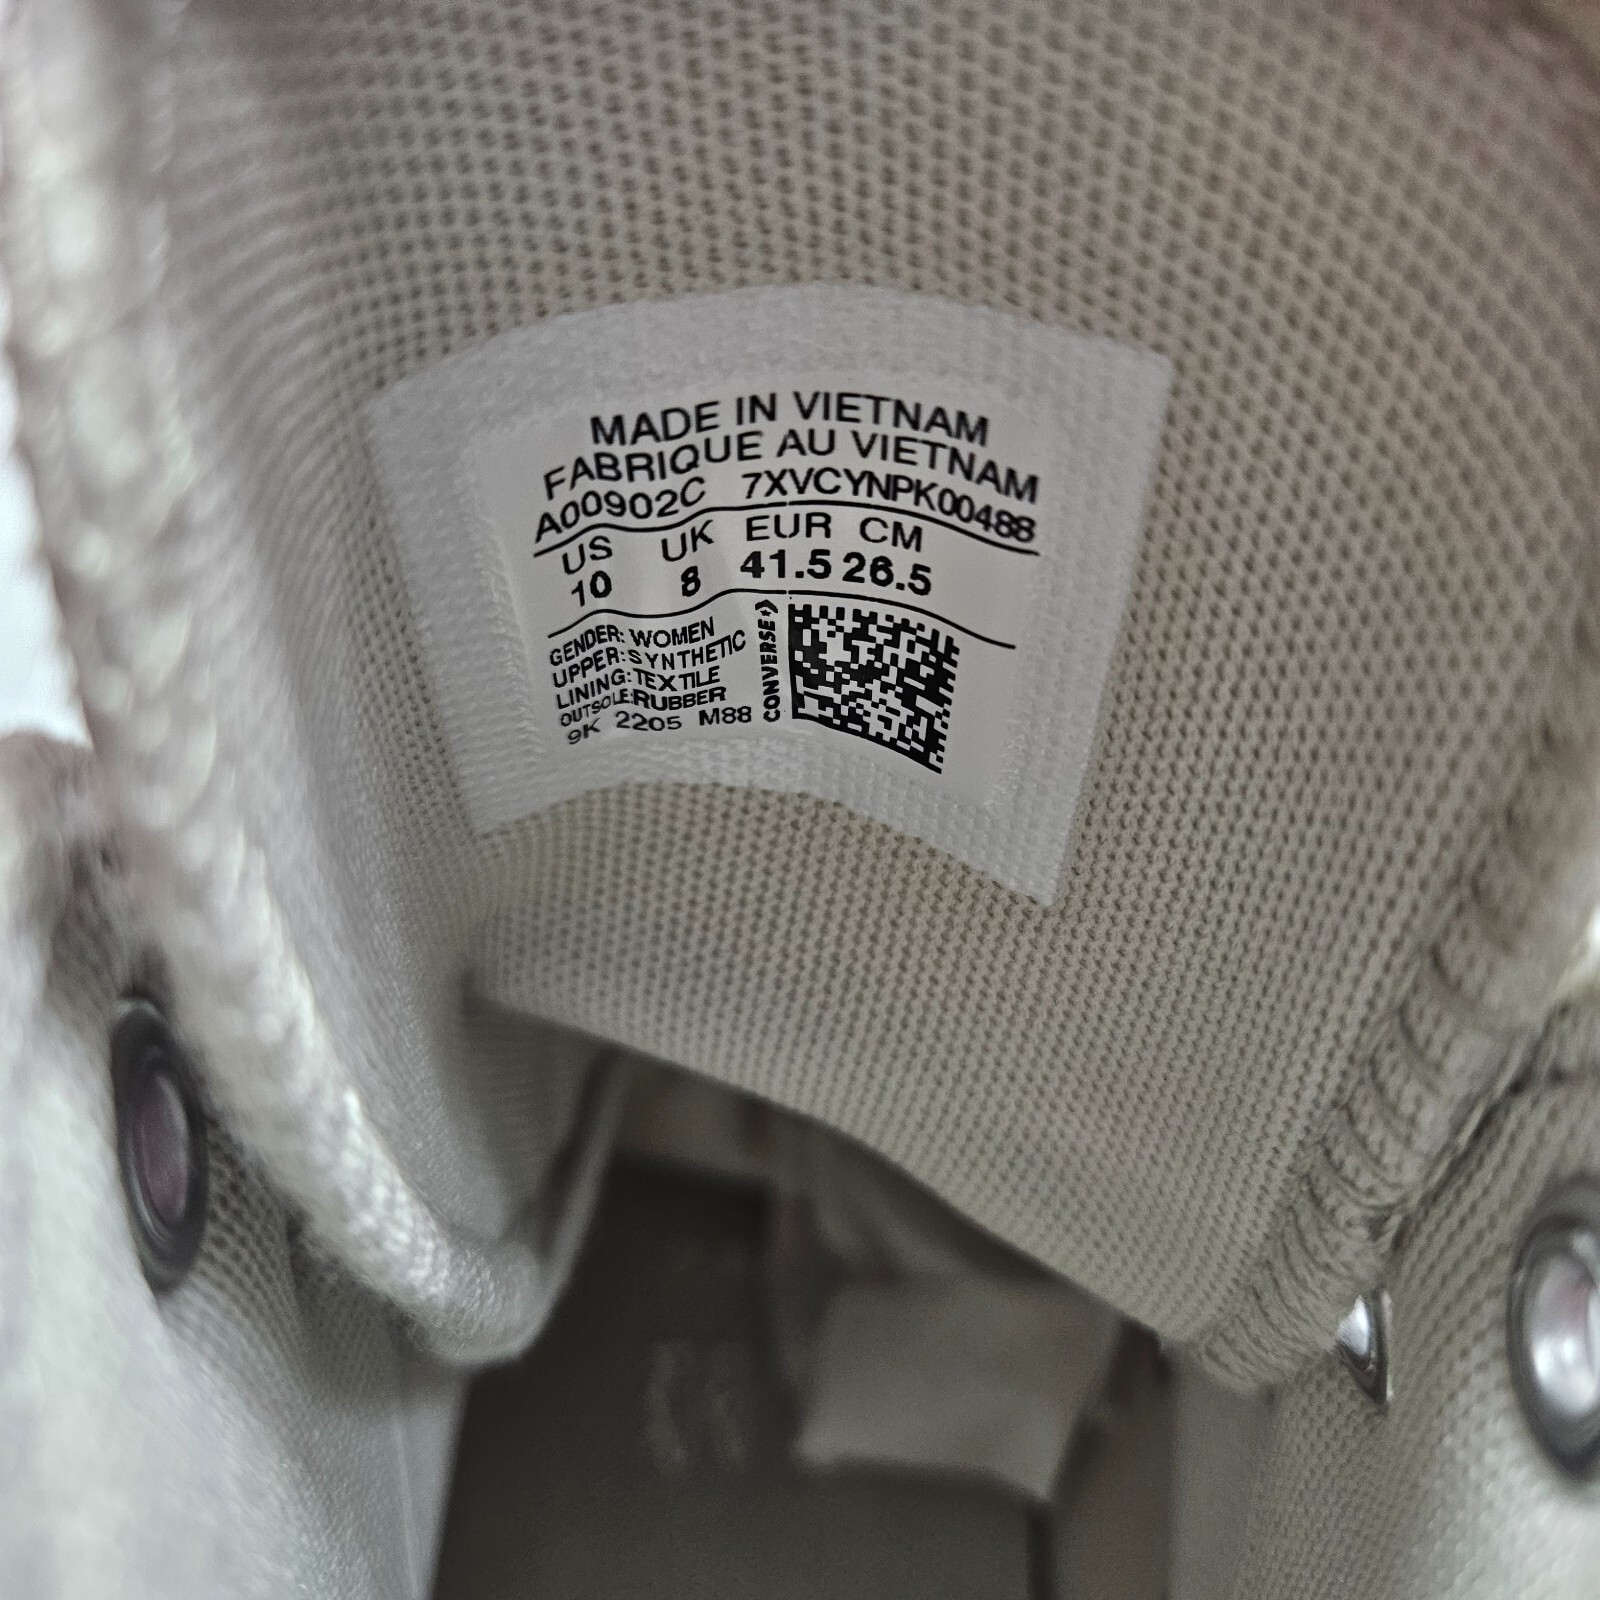 MADE IN VIETNAM
FABRIQUE AU VIETNAM
A00902C 7XVCYNPK00488
US UK EUR CM
10 8 41.5 26.5
GENDER: WOMEN
UPPER: SYNTHETIC
LINING: TEXTILE
OUTSOLE: RUBBER
9K 2205 M88
CONVERSE